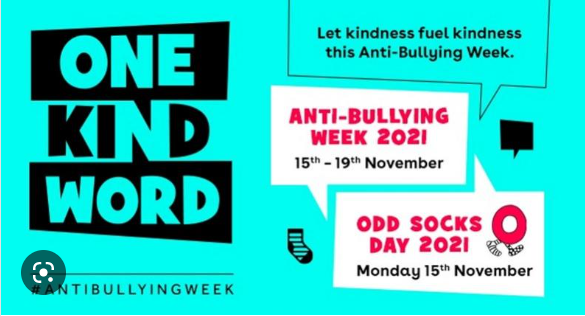 ONE
KIND
WORD
#ANTIBULLYINGWEEK
Let kindness fuel kindness
this Anti-Bullying Week.
ANTI-BULLYING
WEEK 2021
15th - 19th November
ODD SOCKS
DAY 2021
Monday 15th November